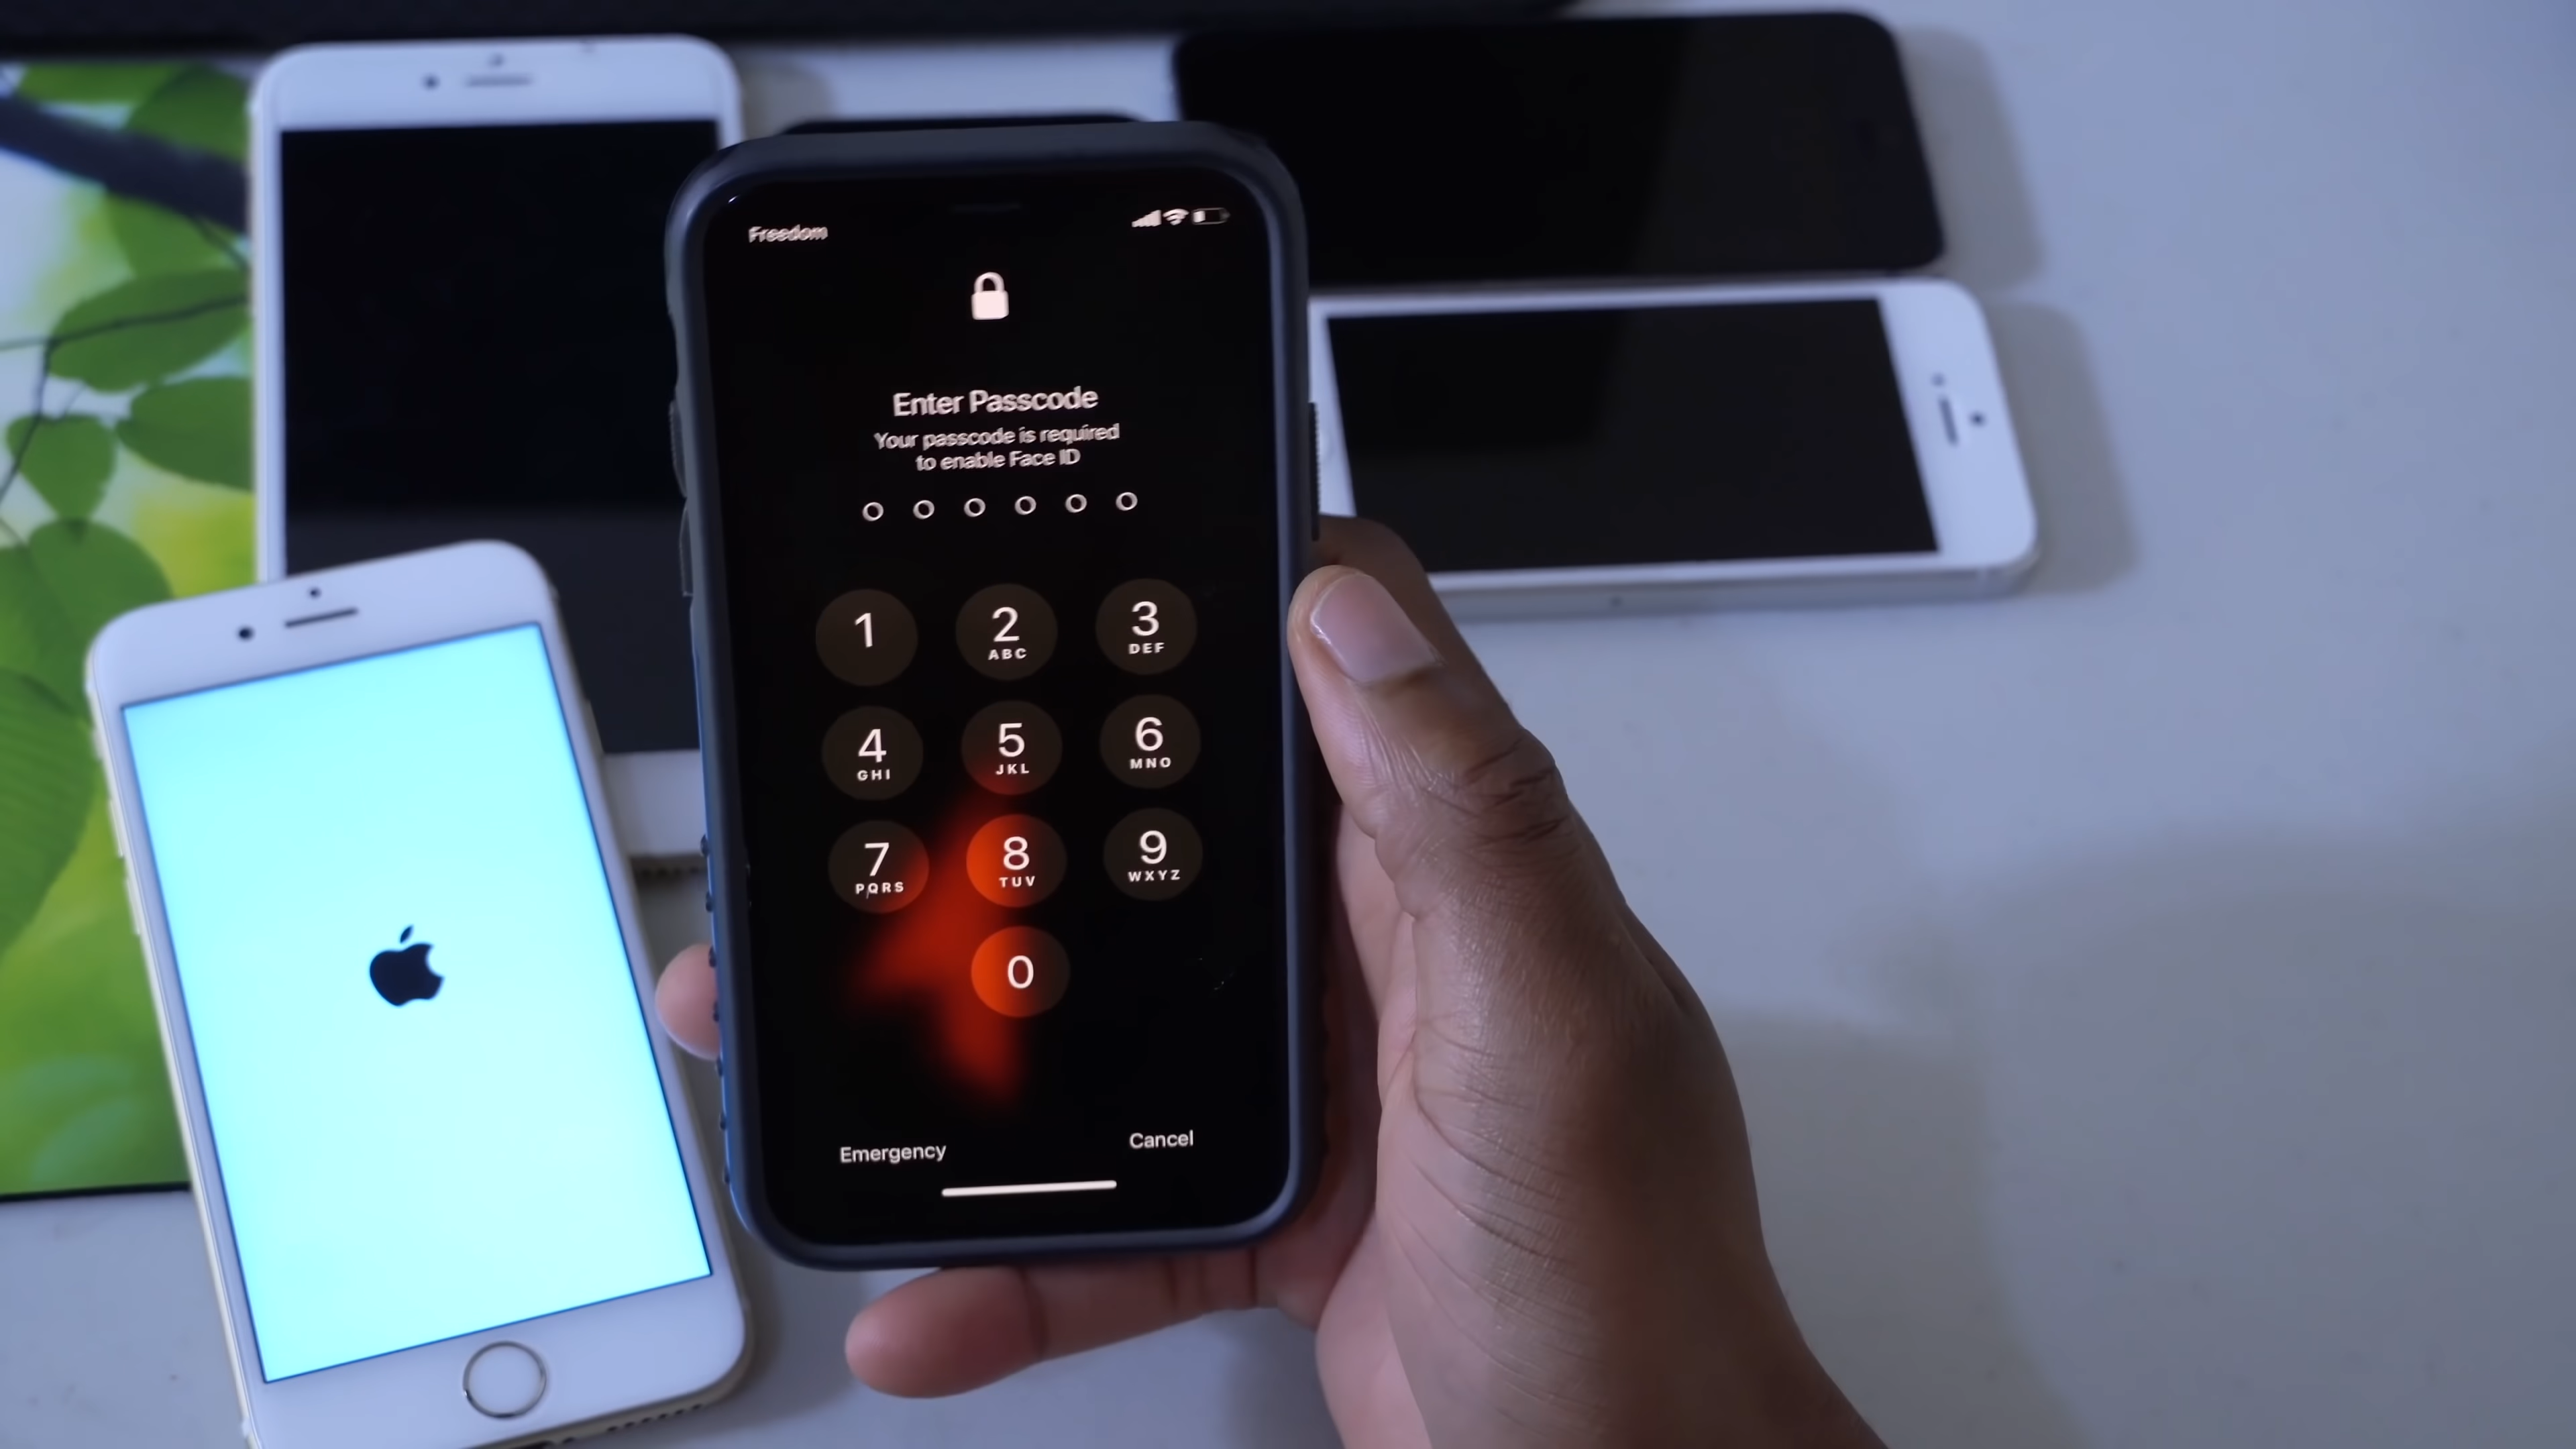 Freedom
Enter Passcode
Your passcode is required
to enable Face ID
1
2
ABC
3
DEF
4
GHI
5
JKL
6
MNO
7
PQRS
8
TUV
9
WXYZ
0
Emergency
Cancel